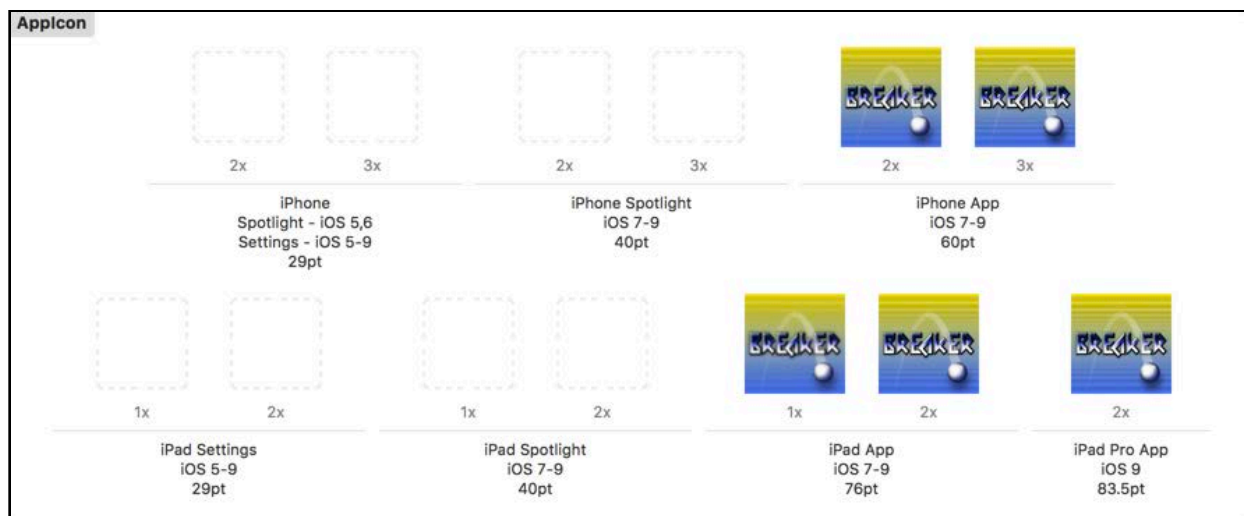 AppIcon
BREAKER BREAKER
2x 3x 2x 3x 2x 3x
iPhone
Spotlight - iOS 5,6
Settings - iOS 5-9
29pt
iPhone Spotlight
iOS 7-9
40pt
iPhone App
iOS 7-9
60pt
BREAKER BREAKER BREAKER
1x 2x 1x 2x 1x 2x 2x
iPad Settings
iOS 5-9
29pt
iPad Spotlight
iOS 7-9
40pt
iPad App
iOS 7-9
76pt
iPad Pro App
iOS 9
83.5pt